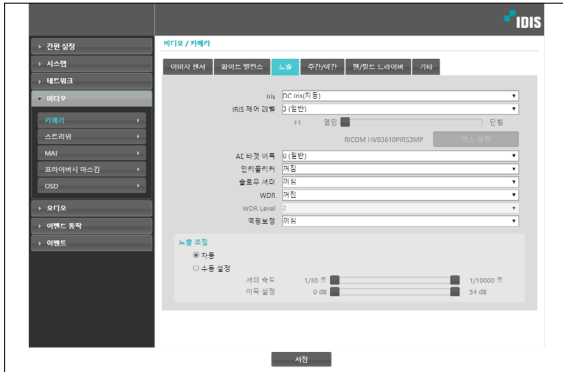 IDIS
비디오 / 카메라
간편 설정
시스템
네트워크
비디오
카메라
스트리밍
MAT
프라이버시 마스킹
OSD
오디오
이벤트 동작
이벤트
이미지 센서 화이트 밸런스 노출 주간/야간 팬/틸트 드라이버 기타
Iris DC Iris(자동)
IRIS 제어 레벨 3 (일반)
F1 열림 닫힘
RICOM HV03610PIRS3MP
AE 타겟 이득 0 (일반)
안티플리커 꺼짐
슬로우 셔터 꺼짐
WDR 꺼짐
WDR Level 2
역광보정 꺼짐
노출 조절
자동
수동 설정
셔터 속도 1/30 초 1/10000 초
이득 설정 0 dB 54 dB
저장